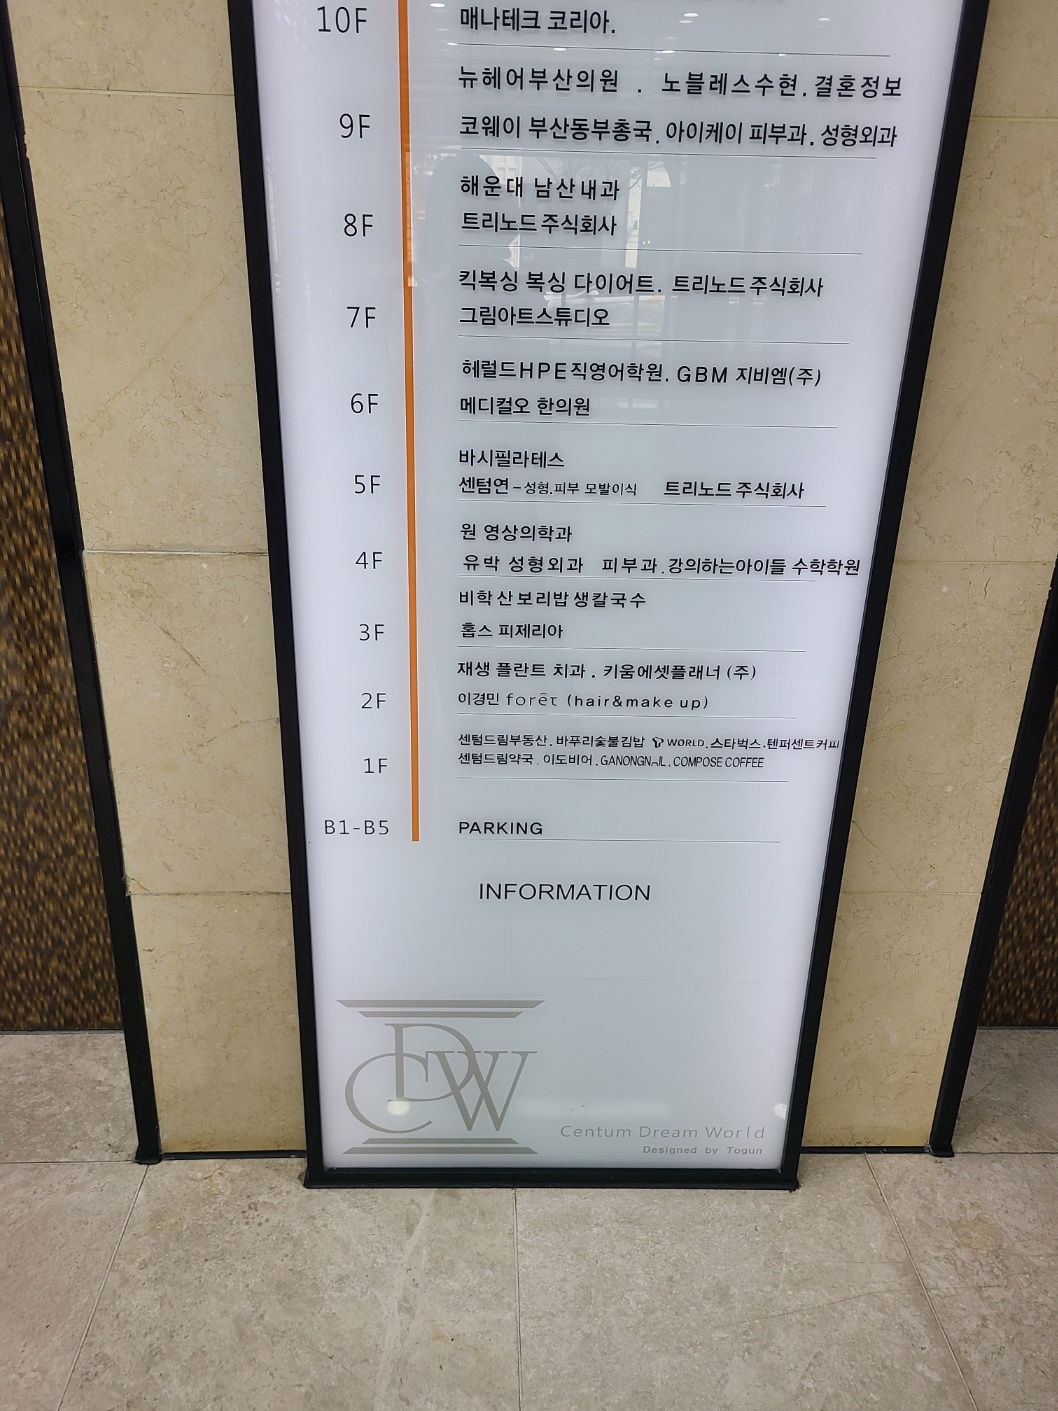 10F 매나테크 코리아.
뉴헤어부산의원 . 노블레스수현.결혼정보
9F 코웨이 부산동부총국. 아이케이 피부과. 성형외과
해운대 남산내과
8F 트리노드 주식회사
킥복싱 복싱 다이어트. 트리노드 주식회사
7F 그림아트스튜디오
헤럴드HPE직영어학원. GBM 지비엠(주)
6F 메디컬오 한의원
바시필라테스
5F 센텀연-성형.피부 모발이식 트리노드 주식회사
원 영상의학과
4F 유박 성형외과 피부과.강의하는아이들 수학학원
비학산보리밥생칼국수
3F 홉스 피제리아
재생 플란트 치과. 키움에셋플래너 (주)
2F 이경민 forêt (hair&make up)
센텀드림부동산. 바푸리숯불김밥 T WORLD. 스타벅스.텐퍼센트커피
1F 센텀드림약국. 이도비어. GANONGNAIL. COMPOSE COFFEE
B1-B5 PARKING
INFORMATION
CDW
Centum Dream World
Designed by Togun